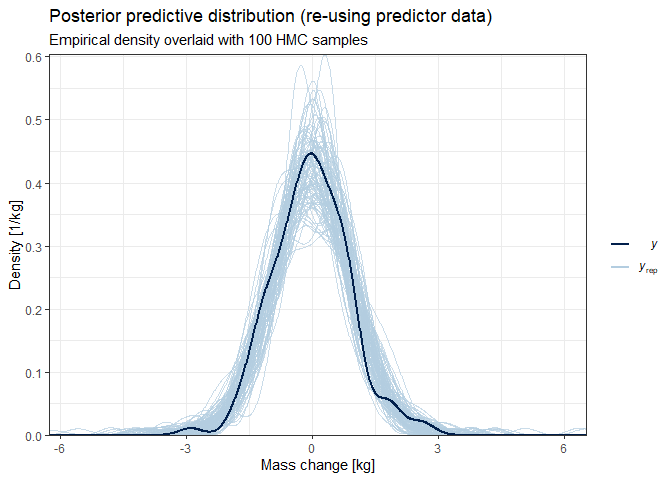 Posterior predictive distribution (re-using predictor data)
Empirical density overlaid with 100 HMC samples
0.6
0.5
0.4
0.3
0.2
0.1
0.0
Density [1/kg]
-6
-3
0
3
6
Mass change [kg]
y
y rep